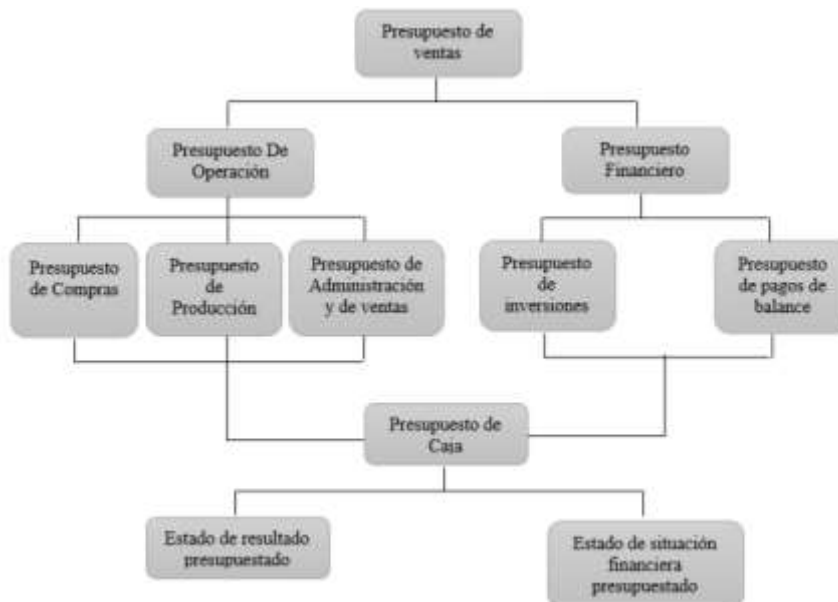 Presupuesto de
ventas
Presupuesto De
Operación
Presupuesto
Financiero
Presupuesto
de Compras
Presupuesto
de
Producción
Presupuesto de
Administración
y de ventas
Presupuesto
de
inversiones
Presupuesto
de pagos de
balance
Presupuesto de
Caja
Estado de resultado
presupuestado
Estado de situación
financiera
presupuestado